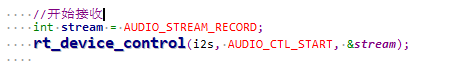 //开始接收
int stream = AUDIO_STREAM_RECORD;
rt_device_control(i2s, AUDIO_CTL_START, &stream);